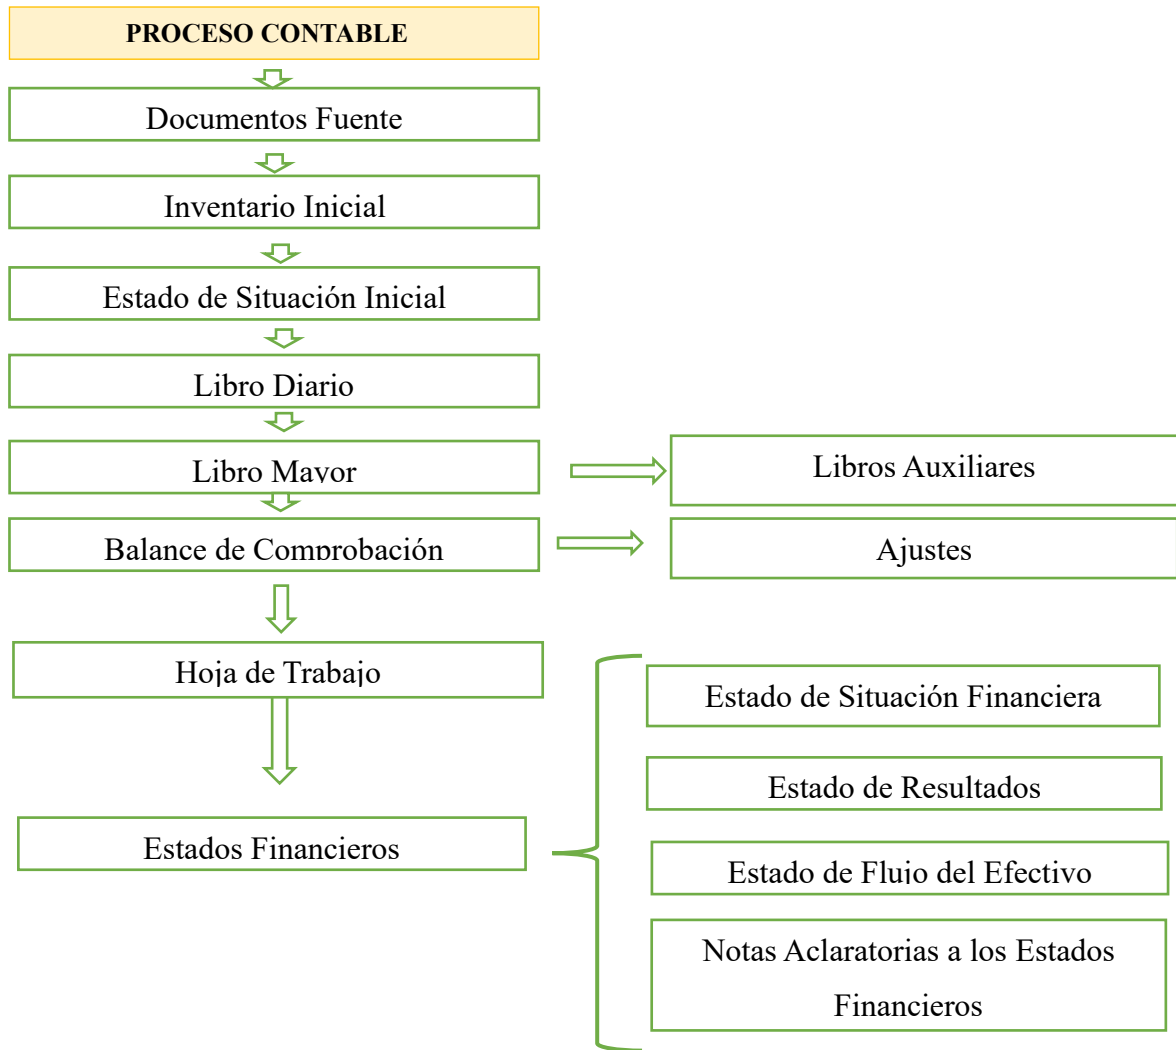 PROCESO CONTABLE
Documentos Fuente
Inventario Inicial
Estado de Situación Inicial
Libro Diario
Libro Mayor
Libros Auxiliares
Balance de Comprobación
Ajustes
Hoja de Trabajo
Estados Financieros
Estado de Situación Financiera
Estado de Resultados
Estado de Flujo del Efectivo
Notas Aclaratorias a los Estados
Financieros